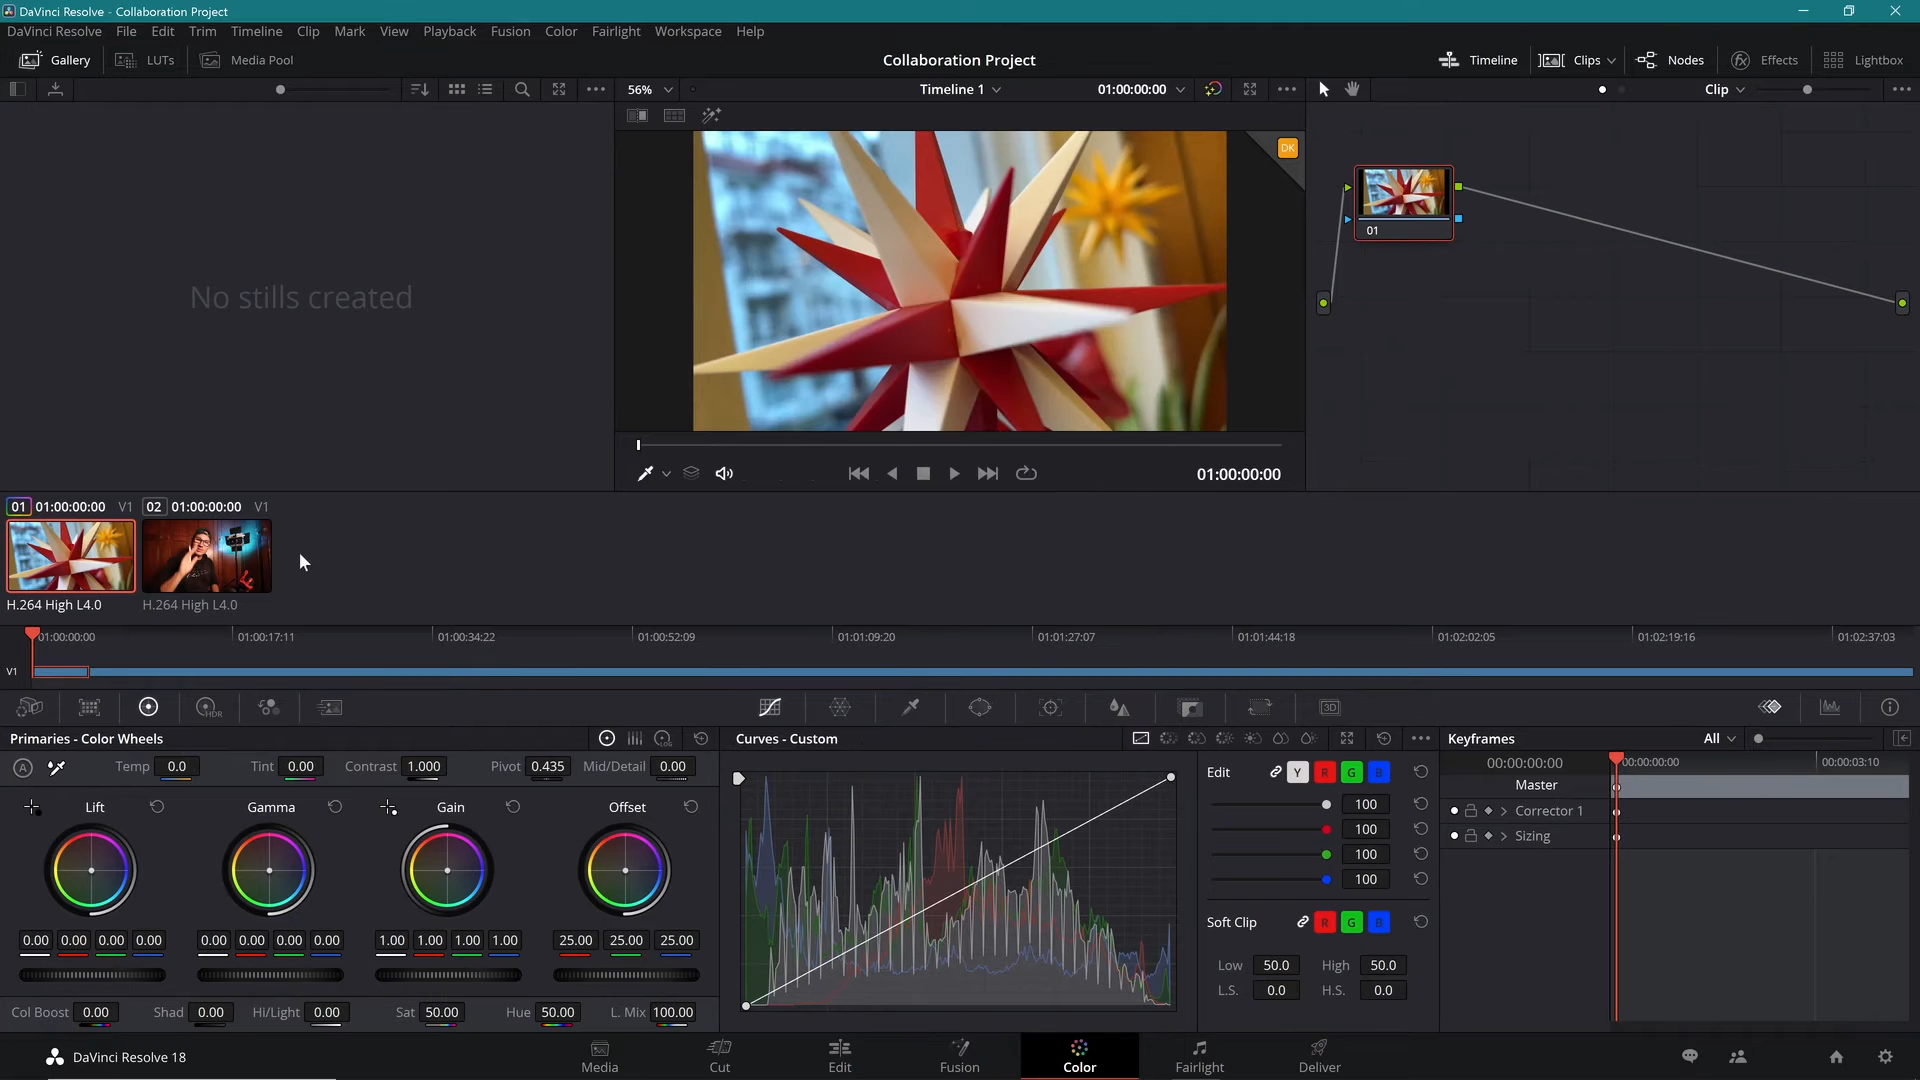 DaVinci Resolve - Collaboration Project
DaVinci Resolve File Edit Trim Timeline Clip Mark View Playback Fusion Color Fairlight Workspace Help
Gallery LUTs Media Pool Collaboration Project Timeline Clips Nodes Effects Lightbox
56% Timeline 1 01:00:00:00 Clip
DK
01
No stills created
01:00:00:00
01 01:00:00:00 V1 02 01:00:00:00 V1
H.264 High L4.0 H.264 High L4.0
01:00:00:00 01:00:17:11 01:00:34:22 01:00:52:09 01:01:09:20 01:01:27:07 01:01:44:18 01:02:02:05 01:02:19:16 01:02:37:03
V1
HDR 3D
Primaries - Color Wheels LOG Curves - Custom Keyframes All
A Temp 0.0 Tint 0.00 Contrast 1.000 Pivot 0.435 Mid/Detail 0.00
Edit Y R G B
00:00:00:00 00:00:00:00 00:00:03:10
Master
Lift Gamma Gain Offset
100
100
100
100
Corrector 1
Sizing
Soft Clip R G B
0.00 0.00 0.00 0.00 0.00 0.00 0.00 0.00 1.00 1.00 1.00 1.00 25.00 25.00 25.00
Low 50.0 High 50.0
L.S. 0.0 H.S. 0.0
Col Boost 0.00 Shad 0.00 Hi/Light 0.00 Sat 50.00 Hue 50.00 L. Mix 100.00
DaVinci Resolve 18
Media Cut Edit Fusion Color Fairlight Deliver